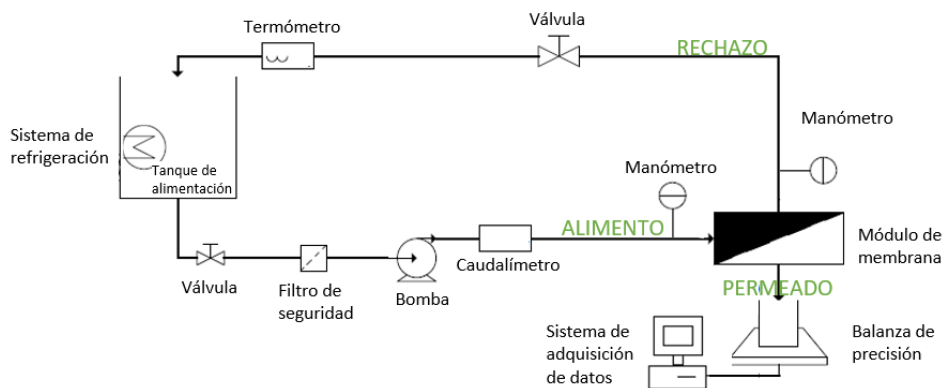 Termómetro
Válvula
RECHAZO
Manómetro
Sistema de
refrigeración
Tanque de
alimentación
Manómetro
ALIMENTO
Módulo de
membrana
Válvula
Filtro de
seguridad
Bomba
Caudalímetro
PERMEADO
Sistema de
adquisición
de datos
Balanza de
precisión